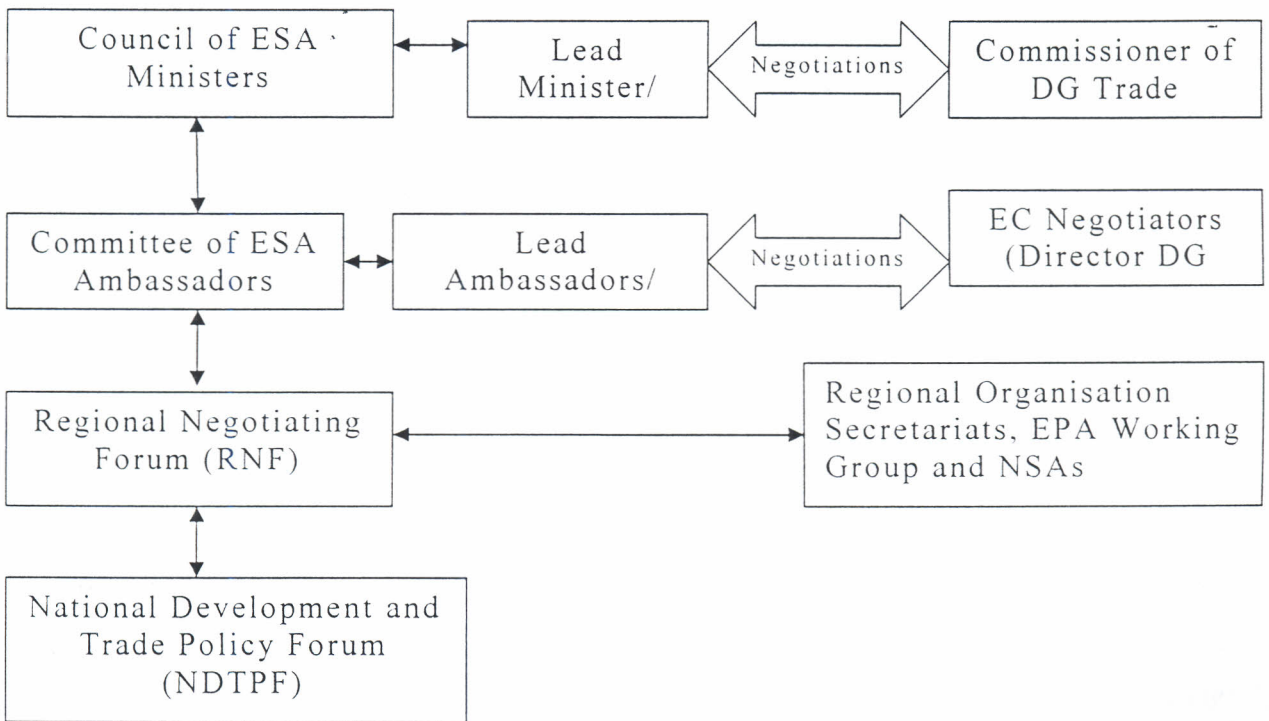 Council of ESA
Ministers
Lead
Minister/
Negotiations
Commissioner of
DG Trade
Committee of ESA
Ambassadors
Lead
Ambassadors/
Negotiations
EC Negotiators
(Director DG
Regional Negotiating
Forum (RNF)
Regional Organisation
Secretariats, EPA Working
Group and NSAs
National Development and
Trade Policy Forum
(NDTPF)